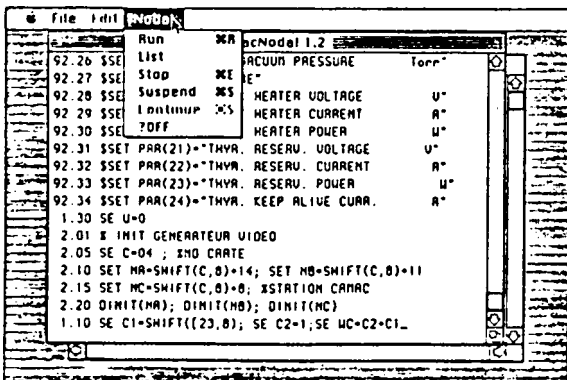 File Edit Nodal
Run ⌘R
List
Stop ⌘E
Suspend ⌘S
Continue ⌘S
?OFF
acNodal 1.2
92.26 $SE ACUUM PRESSURE Torr"
92.27 $SE E"
92.28 $SE HEATER VOLTAGE V"
92.29 $SE HEATER CURRENT A"
92.30 $SE HEATER POWER W"
92.31 $SET PAR(21)="THYR. RESERV. VOLTAGE V"
92.32 $SET PAR(22)="THYR. RESERV. CURRENT A"
92.33 $SET PAR(23)="THYR. RESERV. POWER W"
92.34 $SET PAR(24)="THYR. KEEP ALIVE CURR. A"
1.30 SE U=0
2.01 % INIT GENERATEUR VIDEO
2.05 SE C=04 ; %NO CRATE
2.10 SET MA=SHIFT(C,8)+14; SET MB=SHIFT(C,8)+11
2.15 SET MC=SHIFT(C,8)+8; %STATION CAMAC
2.20 DINIT(MA); DINIT(MB); DINIT(MC)
1.10 SE C1=SHIFT([23,8); SE C2=1;SE WC=C2+C1_